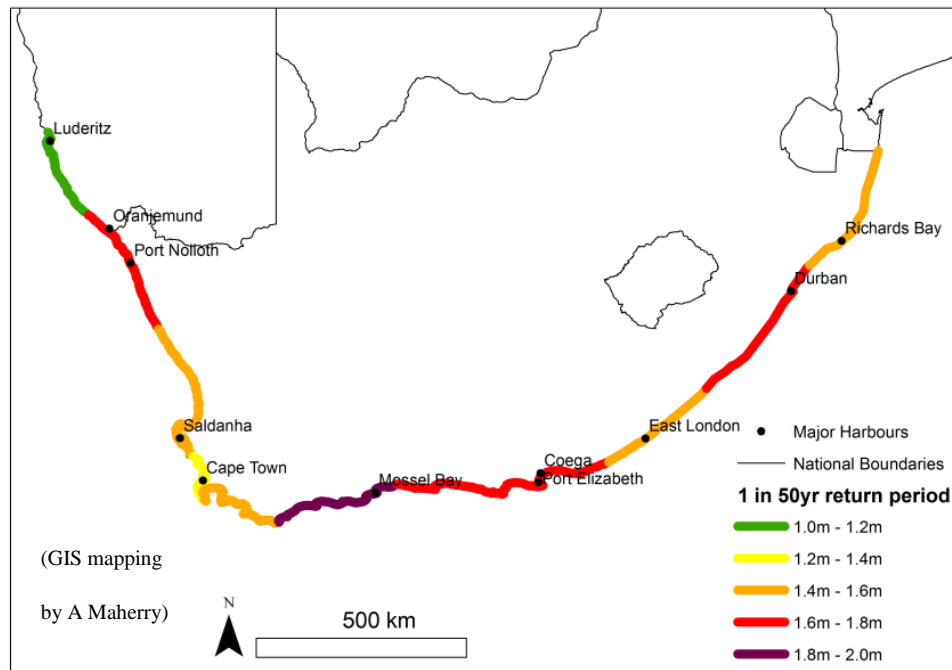 Luderitz
Oranjemund
Port Nolloth
Richards Bay
Durban
Saldanha
East London
Cape Town
Coega
Port Elizabeth
Mossel Bay
Major Harbours
National Boundaries
1 in 50yr return period
1.0m - 1.2m
1.2m - 1.4m
1.4m - 1.6m
1.6m - 1.8m
1.8m - 2.0m
(GIS mapping
by A Maherry)
N
500 km